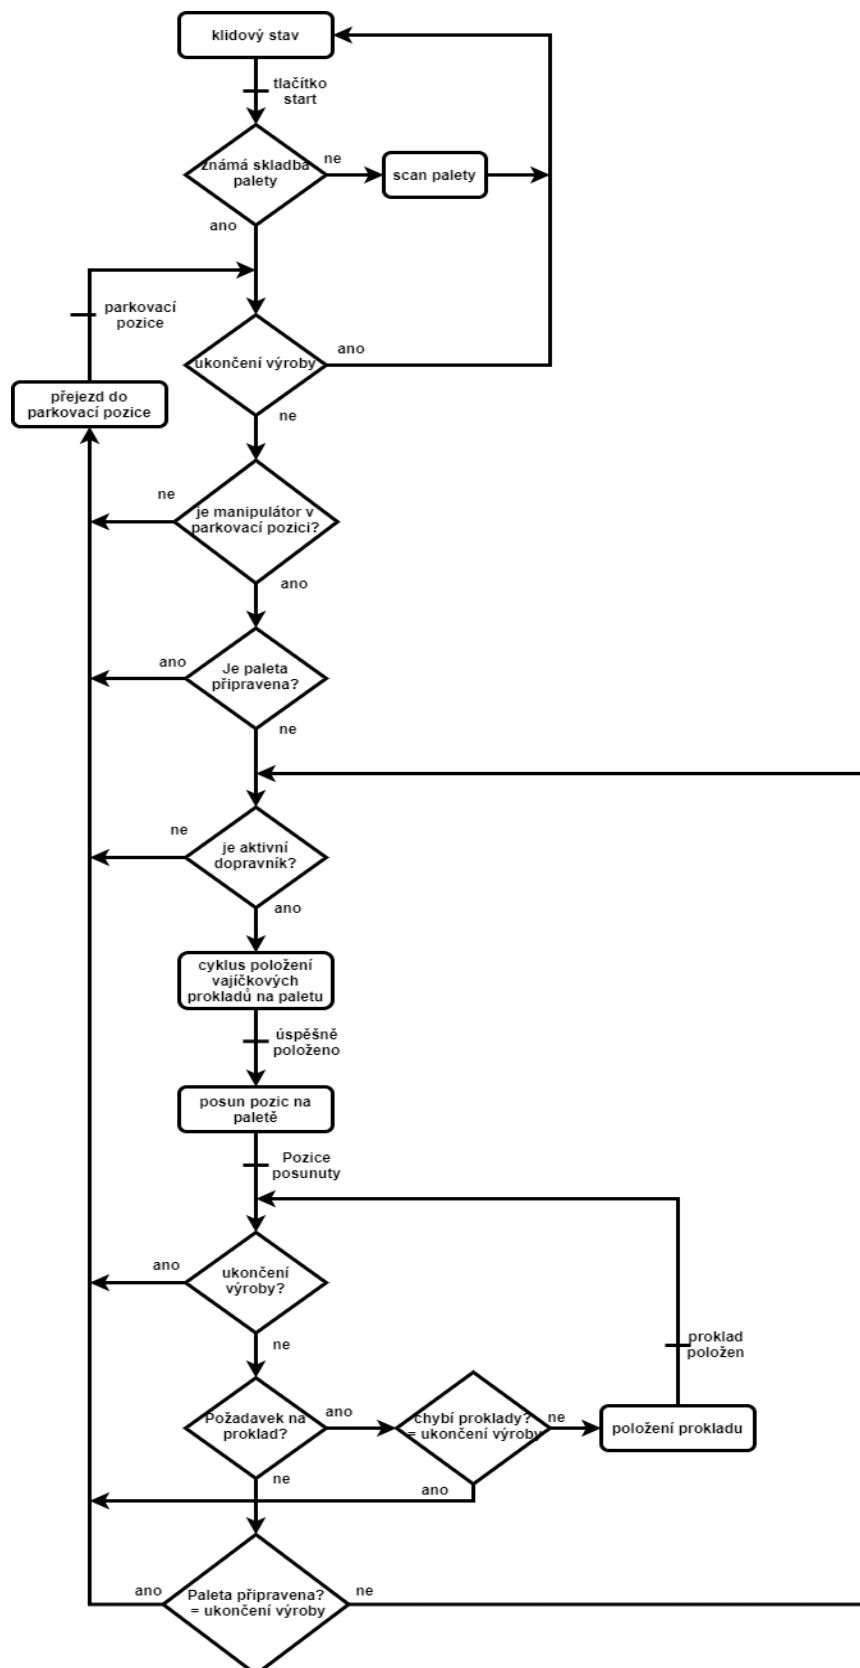 klidový stav
tlačítko
start
známá skladba
palety
ne
scan palety
ano
parkovací
pozice
ukončení výroby
ano
přejezd do
parkovací pozice
ne
ne
je manipulátor v
parkovací pozici?
ano
ano
Je paleta
připravena?
ne
ne
je aktivní
dopravník?
ano
cyklus položení
vajíčkových
prokladů na paletu
úspěšně
položeno
posun pozic na
paletě
Pozice
posunuty
ano
ukončení
výroby?
ne
proklad
položen
Požadavek na
proklad?
ano
chybí proklady?
= ukončení výroby
ne
položení prokladu
ne
ano
ano
Paleta připravena?
= ukončení výroby
ne